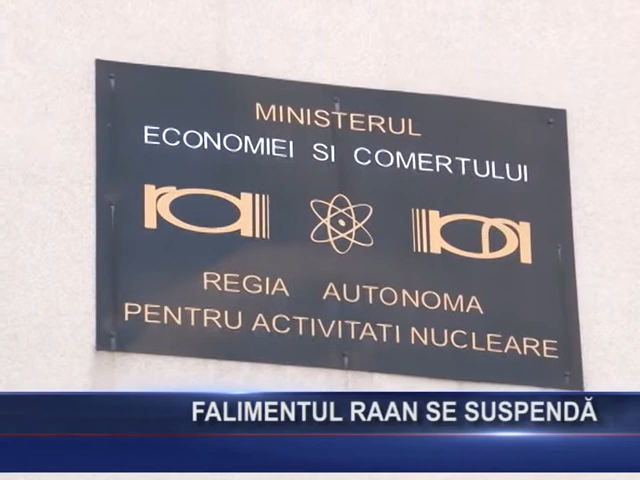 MINISTERUL
ECONOMIEI SI COMERTULUI
REGIA AUTONOMA
PENTRU ACTIVITATI NUCLEARE
FALIMENTUL RAAN SE SUSPENDĂ